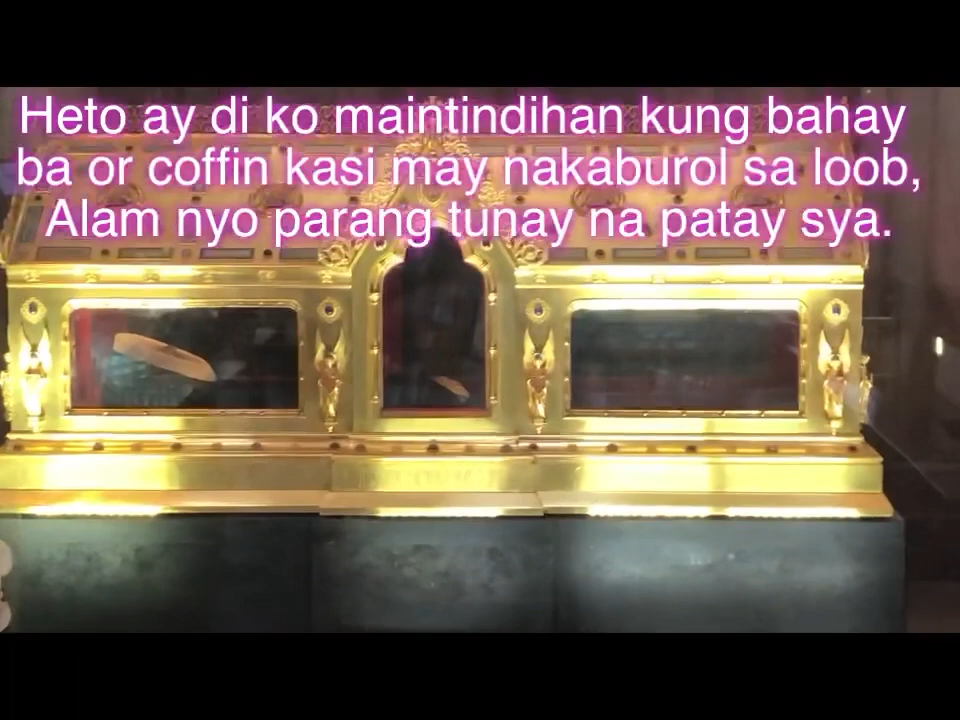 Heto ay di ko maintindihan kung bahay
ba or coffin kasi may nakaburol sa loob,
Alam nyo parang tunay na patay sya.